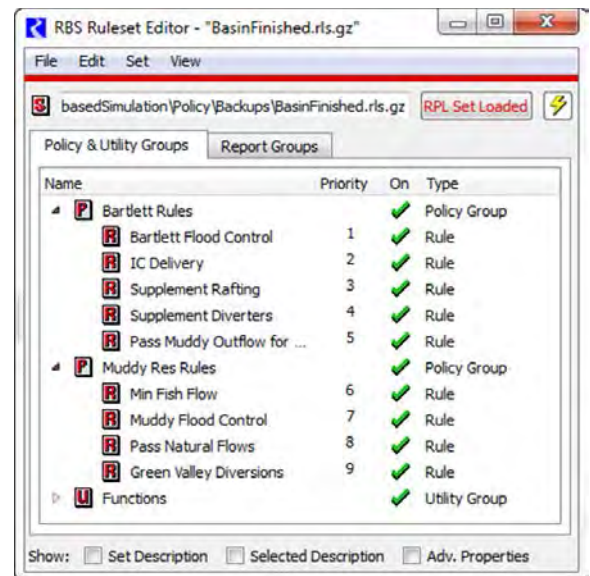 RBS Ruleset Editor - "BasinFinished.rls.gz"
File Edit Set View
S basedSimulation\Policy\Backups\BasinFinished.rls.gz RPL Set Loaded
Policy & Utility Groups Report Groups
Name Priority On Type
P Bartlett Rules Policy Group
R Bartlett Flood Control 1 Rule
R IC Delivery 2 Rule
R Supplement Rafting 3 Rule
R Supplement Diverters 4 Rule
R Pass Muddy Outflow for ... 5 Rule
P Muddy Res Rules Policy Group
R Min Fish Flow 6 Rule
R Muddy Flood Control 7 Rule
R Pass Natural Flows 8 Rule
R Green Valley Diversions 9 Rule
U Functions Utility Group
Show: Set Description Selected Description Adv. Properties